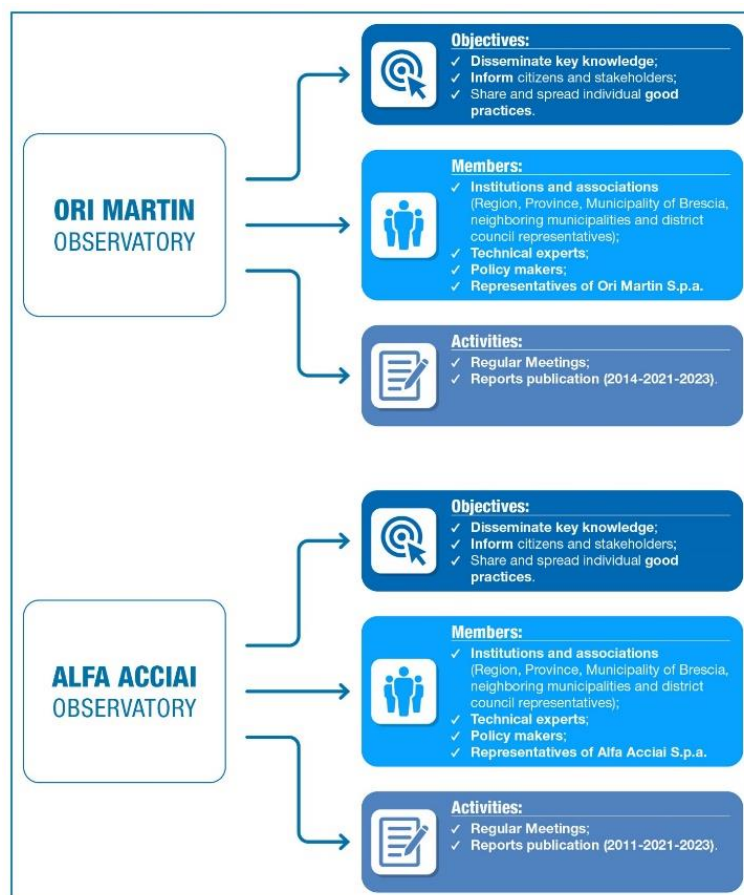 ORI MARTIN
OBSERVATORY
Objectives:
✓ Disseminate key knowledge;
✓ Inform citizens and stakeholders;
✓ Share and spread individual good
practices.
Members:
✓ Institutions and associations
(Region, Province, Municipality of Brescia,
neighboring municipalities and district
council representatives);
✓ Technical experts;
✓ Policy makers;
✓ Representatives of Ori Martin S.p.a.
Activities:
✓ Regular Meetings;
✓ Reports publication (2014-2021-2023).
ALFA ACCIAI
OBSERVATORY
Objectives:
✓ Disseminate key knowledge;
✓ Inform citizens and stakeholders;
✓ Share and spread individual good
practices.
Members:
✓ Institutions and associations
(Region, Province, Municipality of Brescia,
neighboring municipalities and district
council representatives);
✓ Technical experts;
✓ Policy makers;
✓ Representatives of Alfa Acciai S.p.a.
Activities:
✓ Regular Meetings;
✓ Reports publication (2011-2021-2023).